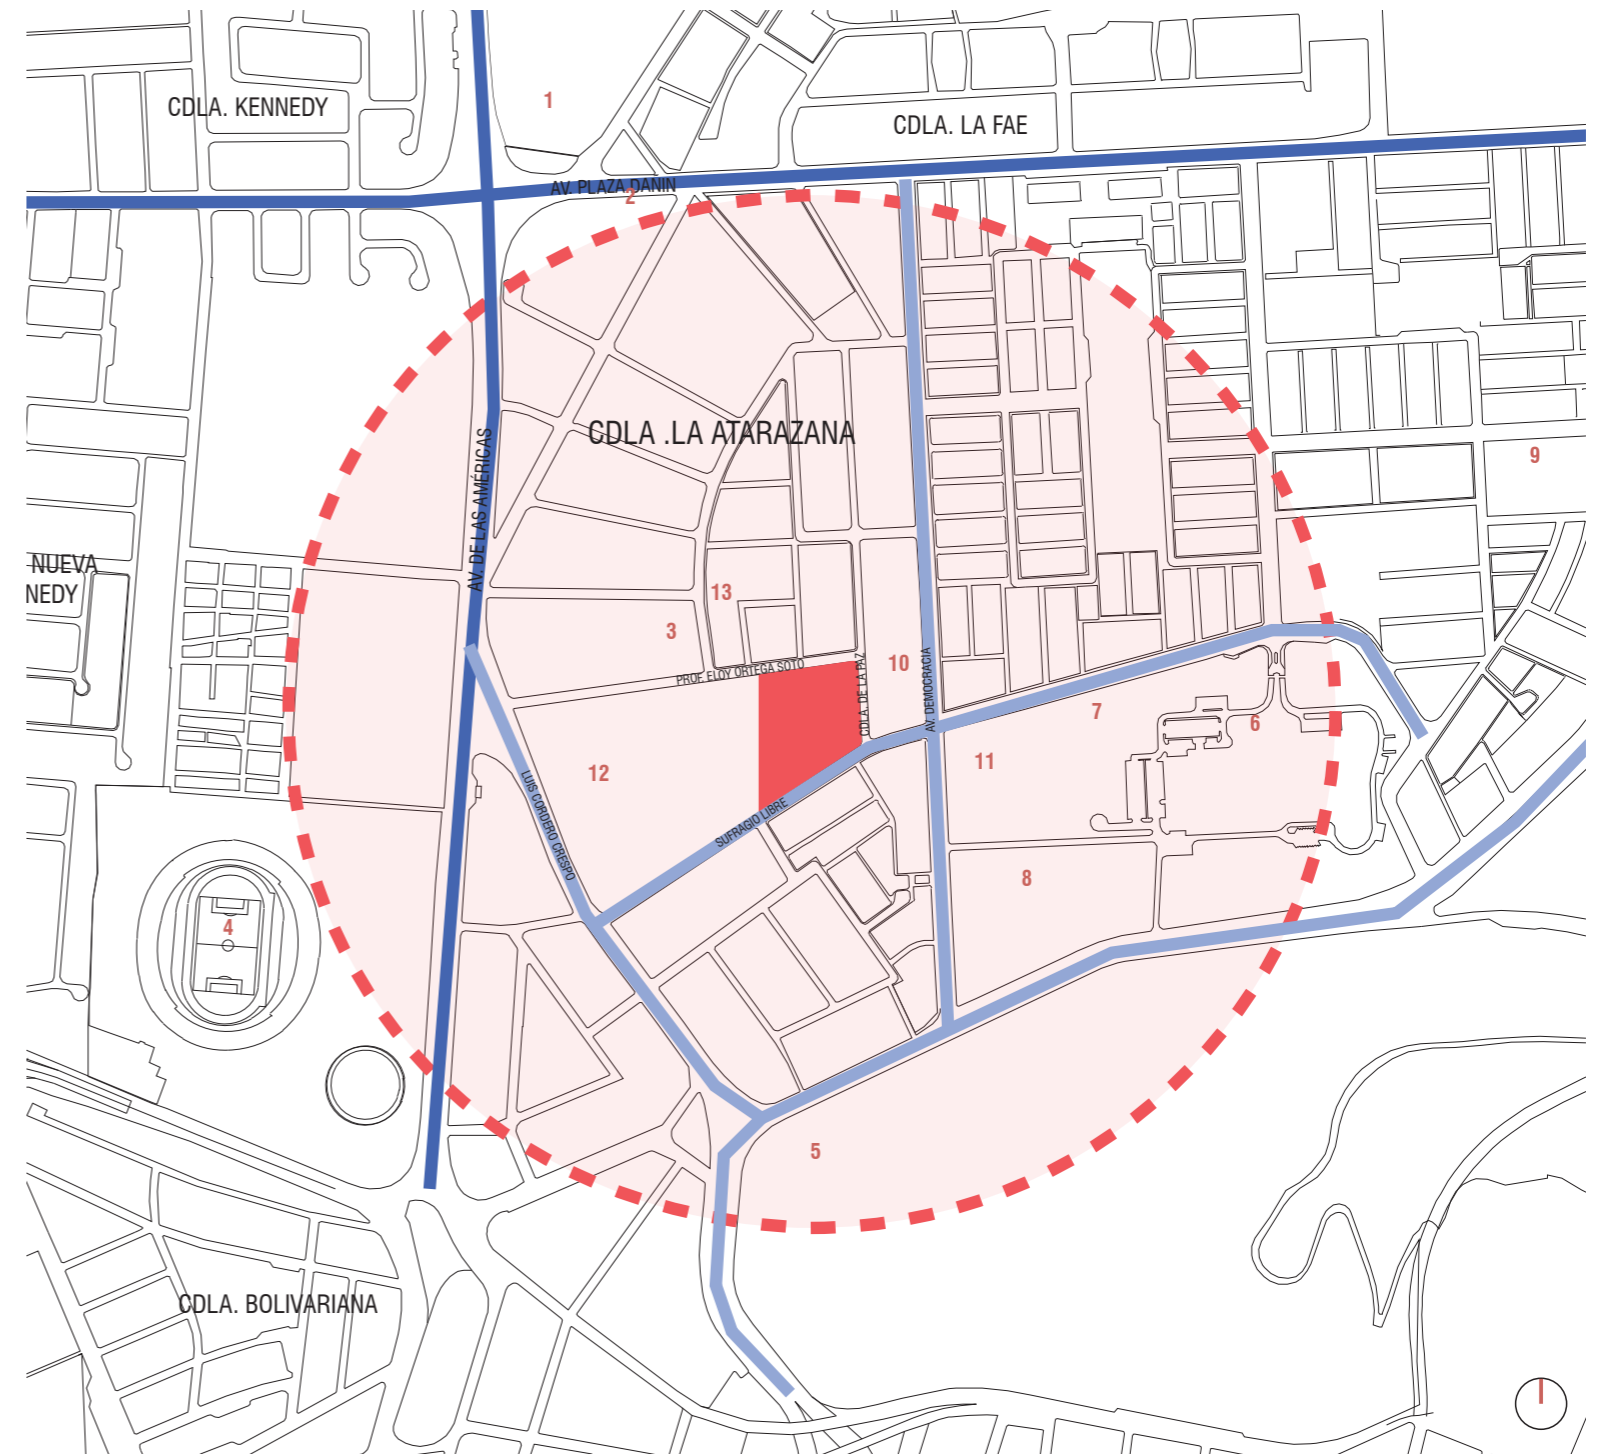 1
CDLA. KENNEDY
CDLA. LA FAE
AV. PLAZA DANIN
2
CDLA .LA ATARAZANA
9
AV. DE LAS AMÉRICAS
NUEVA
NEDY
13
3
10
PROF. ELOY ORTEGA SOTO
CDLA. DE LA PAZ
AV. DEMOCRACIA
7
6
11
12
LUIS CORDERO CRESPO
SUFRAGIO LIBRE
8
4
5
CDLA. BOLIVARIANA